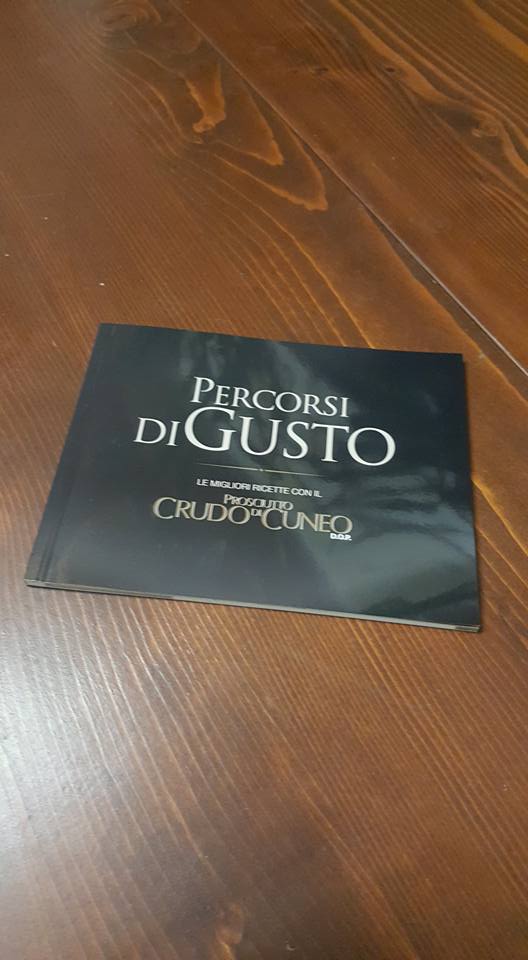 PERCORSI
DI GUSTO
LE MIGLIORI RICETTE CON IL
PROSCIUTTO
CRUDO DI CUNEO
D.O.P.